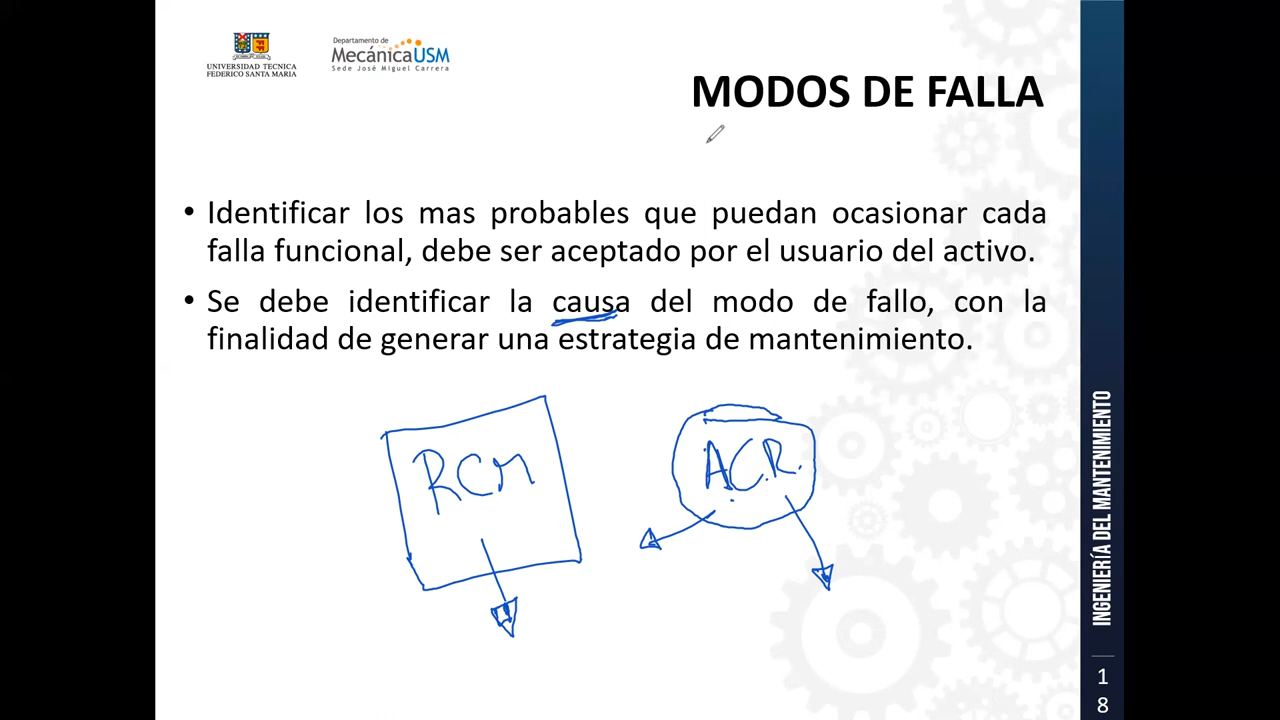 UNIVERSIDAD TECNICA
FEDERICO SANTA MARIA
Departamento de
MecánicaUSM
Sede José Miguel Carrera
MODOS DE FALLA
• Identificar los mas probables que puedan ocasionar cada
falla funcional, debe ser aceptado por el usuario del activo.
• Se debe identificar la causa del modo de fallo, con la
finalidad de generar una estrategia de mantenimiento.
RCM
A.C.R.
INGENIERÍA DEL MANTENIMIENTO
1
8